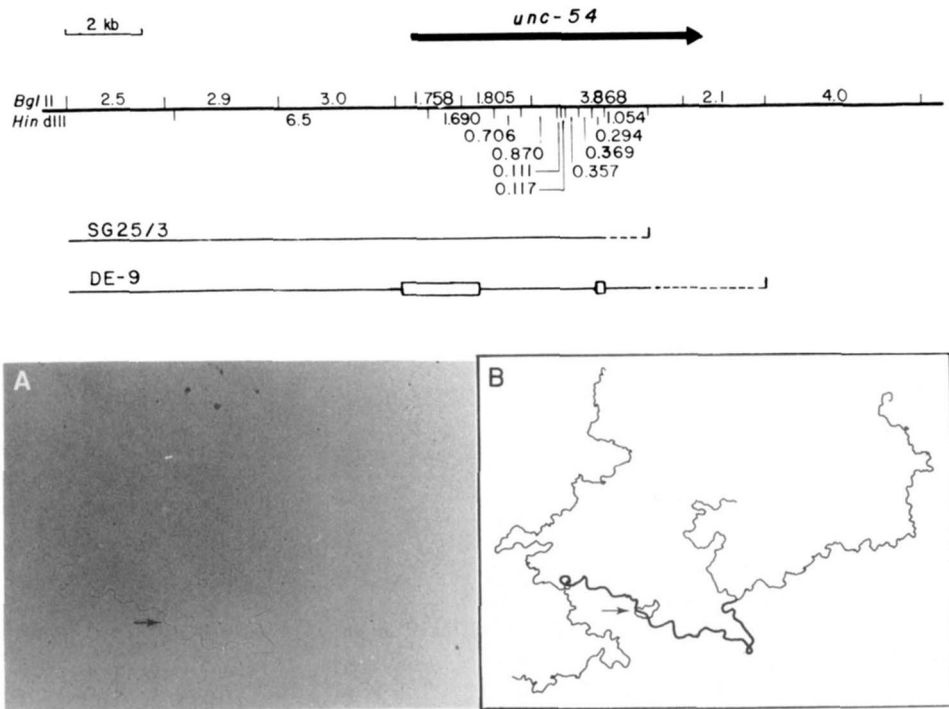 2 kb
unc-54
Bgl II 2.5 2.9 3.0 1.758 1.805 3.868 2.1 4.0
Hin dIII 6.5 1.690 1.054
0.706 0.294
0.870 0.369
0.111 0.357
0.117
SG25/3
DE-9
A B